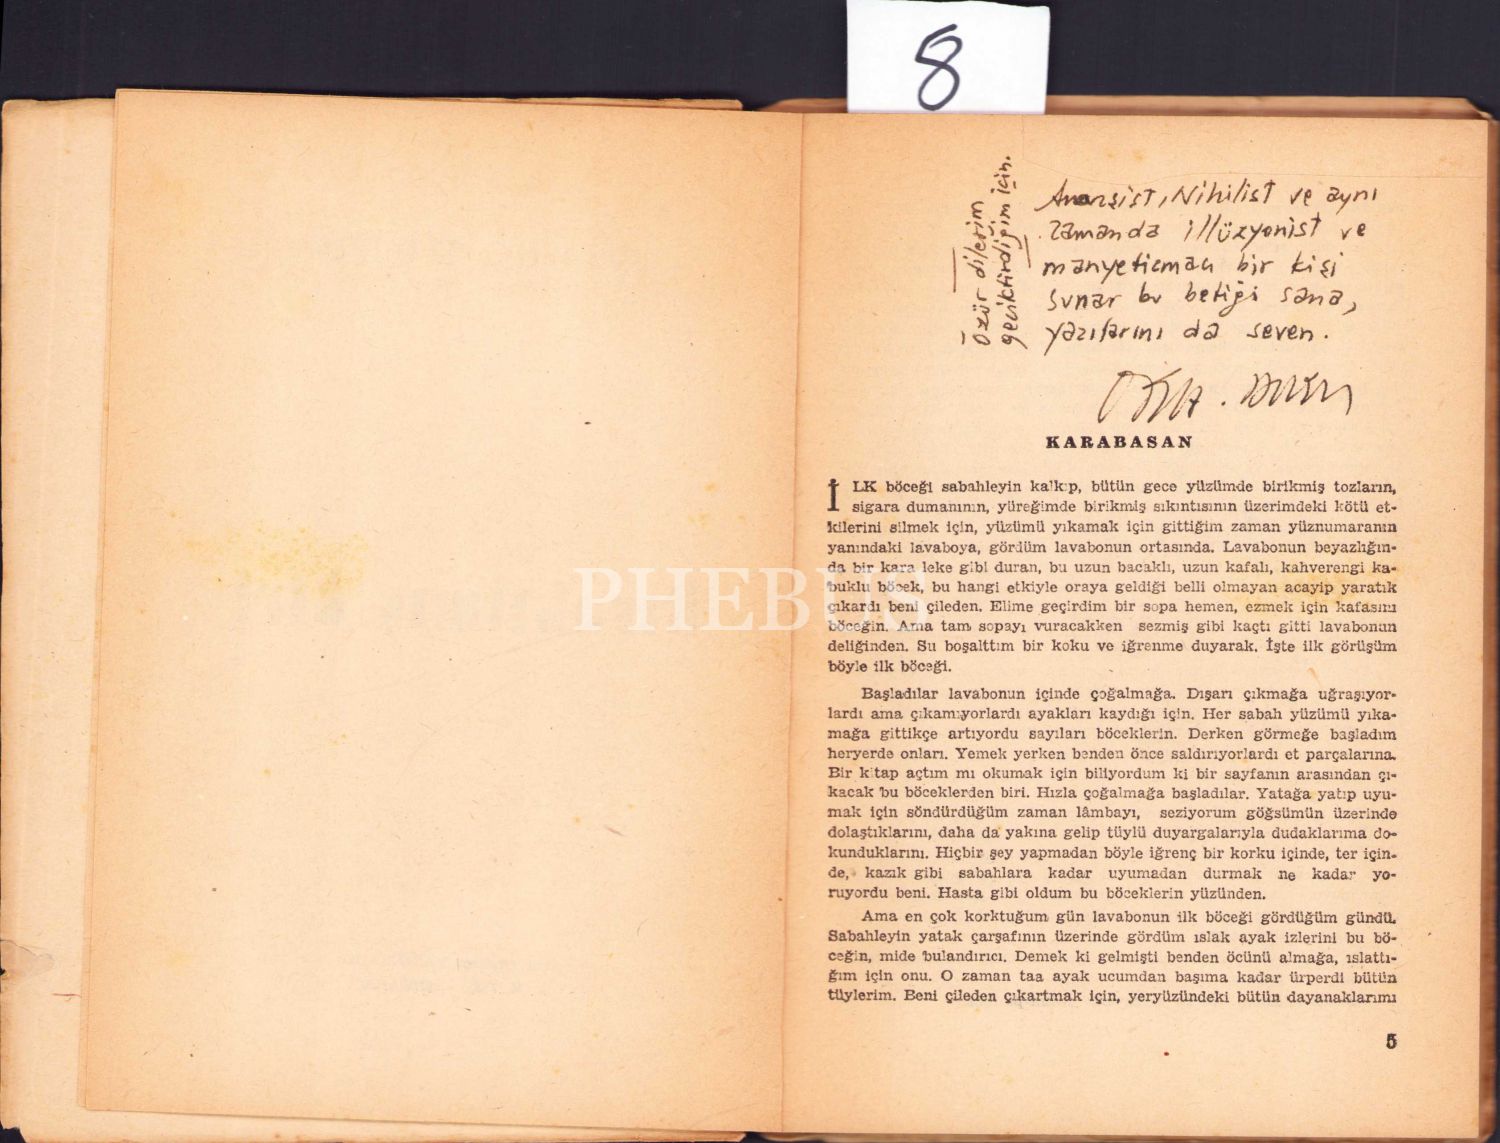 8
Özür dilerim
geciktirdiğim için.
Anarşist, Nihilist ve aynı
zamanda illüzyonist ve
manyetizmacı bir kişi
sunar bu betiği sana,
yazılarını da seven.
KARABASAN
İLK böceği sabahleyin kalkıp, bütün gece yüzümde birikmiş tozların,
sigara dumanının, yüreğimde birikmiş sıkıntısının üzerimdeki kötü et-
kilerini silmek için, yüzümü yıkamak için gittiğim zaman yüznumaranın
yanındaki lavaboya, gördüm lavabonun ortasında. Lavabonun beyazlığın-
da bir kara leke gibi duran, bu uzun bacaklı, uzun kafalı, kahverengi ka-
buklu böcek, bu hangi etkiyle oraya geldiği belli olmayan acayip yaratık
çıkardı beni çileden. Elime geçirdim bir sopa hemen, ezmek için kafasını
böceğin. Ama tam sopayı vuracakken sezmiş gibi kaçtı gitti lavabonun
deliğinden. Su boşalttım bir koku ve iğrenme duyarak. İşte ilk görüşüm
böyle ilk böceği.
Başladılar lavabonun içinde çoğalmağa. Dışarı çıkmağa uğraşıyor-
lardı ama çıkamıyorlardı ayakları kaydığı için. Her sabah yüzümü yıka-
mağa gittikçe artıyordu sayıları böceklerin. Derken görmeğe başladım
heryerde onları. Yemek yerken benden önce saldırıyorlardı et parçalarına.
Bir kitap açtım mı okumak için biliyordum ki bir sayfanın arasından çı-
kacak bu böceklerden biri. Hızla çoğalmağa başladılar. Yatağa yatıp uyu-
mak için söndürdüğüm zaman lâmbayı, seziyorum göğsümün üzerinde
dolaştıklarını, daha da yakına gelip tüylü duyargalarıyla dudaklarıma do-
kunduklarını. Hiçbir şey yapmadan böyle iğrenç bir korku içinde, ter için-
de, kazık gibi sabahlara kadar uyumadan durmak ne kadar yo-
ruyordu beni. Hasta gibi oldum bu böceklerin yüzünden.
Ama en çok korktuğum gün lavabonun ilk böceği gördüğüm gündü.
Sabahleyin yatak çarşafının üzerinde gördüm ıslak ayak izlerini bu bö-
ceğin, mide bulandırıcı. Demek ki gelmişti benden öcünü almağa, ıslattı-
ğım için onu. O zaman taa ayak ucumdan başıma kadar ürperdi bütün
tüylerim. Beni çileden çıkartmak için, yeryüzündeki bütün dayanaklarımı
5
PHEBUS